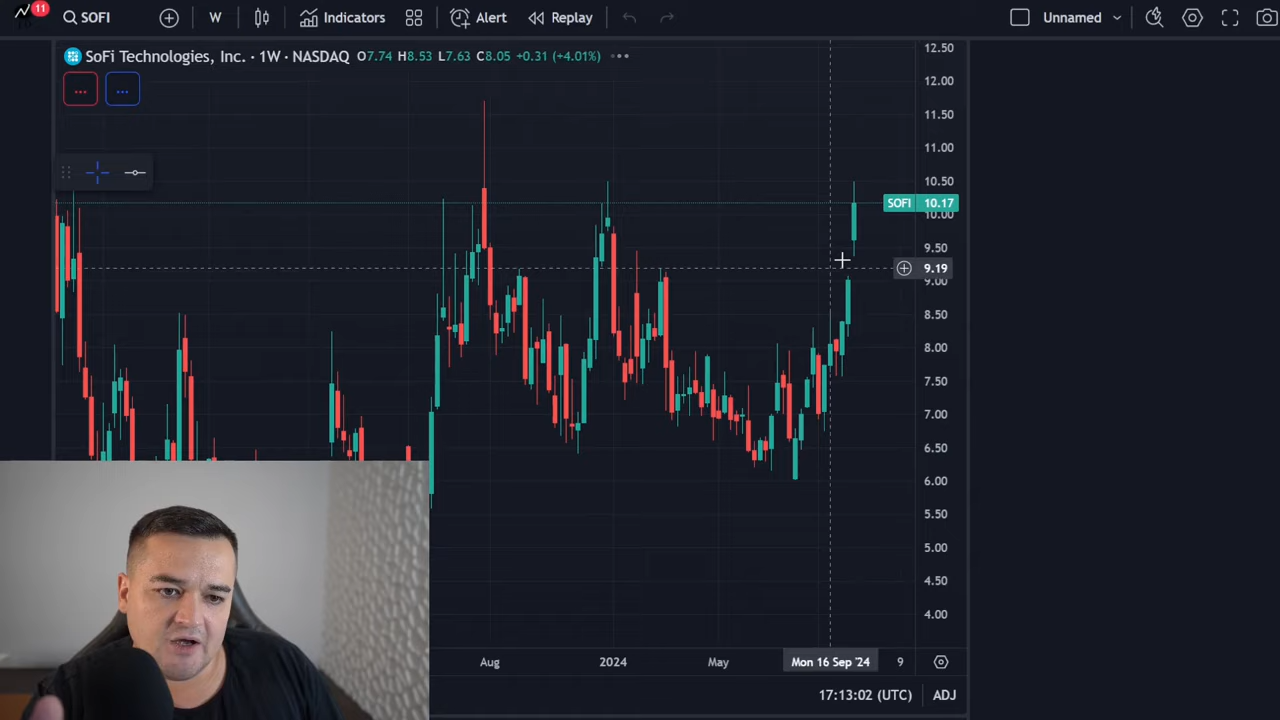 11
SOFI
W
Indicators
Alert
Replay
Unnamed
SoFi Technologies, Inc. · 1W · NASDAQ O7.74 H8.53 L7.63 C8.05 +0.31 (+4.01%)
12.50
12.00
11.50
11.00
10.50
SOFI 10.17
10.00
9.50
9.19
9.00
8.50
8.00
7.50
7.00
6.50
6.00
5.50
5.00
4.50
4.00
Aug 2024 May Mon 16 Sep '24 9
17:13:02 (UTC) ADJ